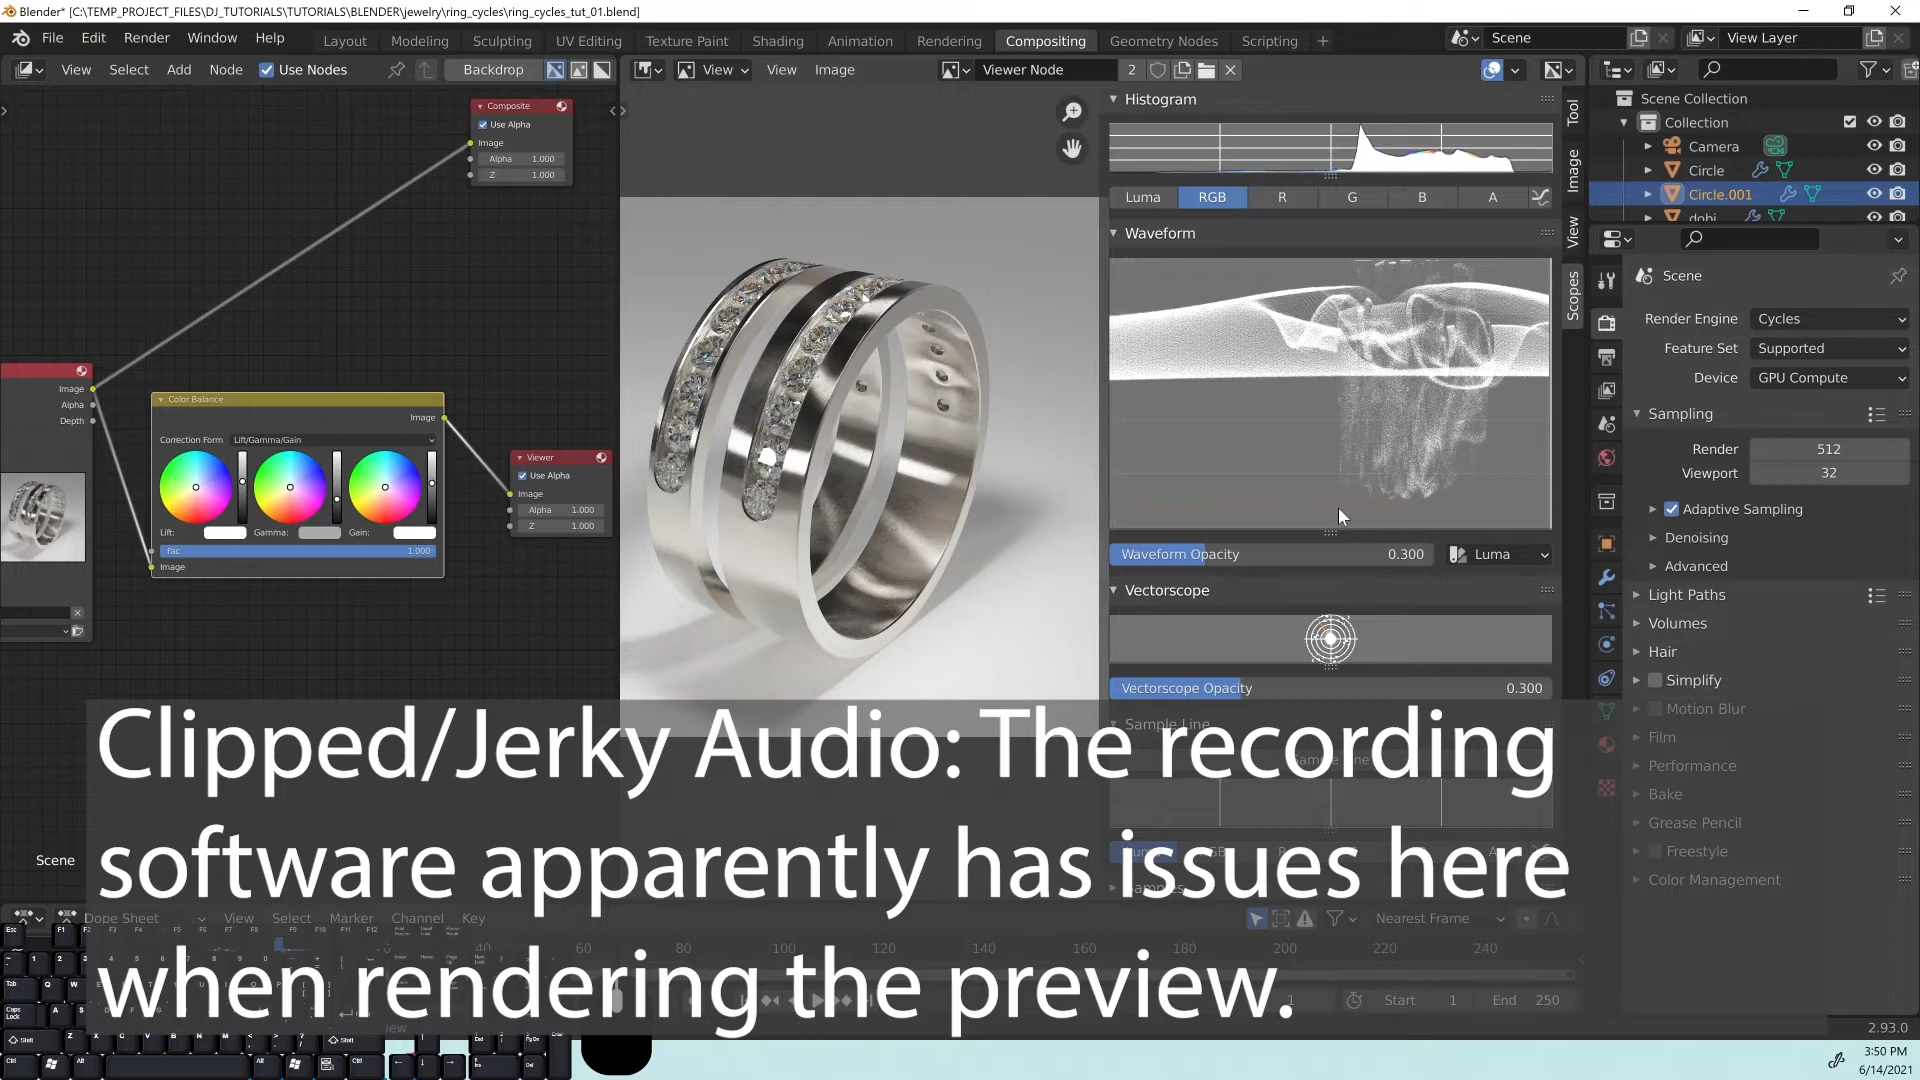 Blender* [C:\TEMP_PROJECT_FILES\DJ_TUTORIALS\TUTORIALS\BLENDER\jewelry\ring_cycles\ring_cycles_tut_01.blend]
File Edit Render Window Help
Layout Modeling Sculpting UV Editing Texture Paint Shading Animation Rendering Compositing Geometry Nodes Scripting +
Scene
View Layer
View Select Add Node Use Nodes
Backdrop
View View Image
Viewer Node 2
Composite
Use Alpha
Image
Alpha 1.000
Z 1.000
Image
Alpha
Depth
Color Balance
Image
Correction Form Lift/Gamma/Gain
Lift: Gamma: Gain:
Fac 1.000
Image
Viewer
Use Alpha
Image
Alpha 1.000
Z 1.000
Histogram
Luma RGB R G B A
Waveform
Waveform Opacity 0.300 Luma
Vectorscope
Vectorscope Opacity 0.300
Sample Line
Tool
Image
View
Scopes
Scene Collection
Collection
Camera
Circle
Circle.001
dobi
Scene
Render Engine Cycles
Feature Set Supported
Device GPU Compute
Sampling
Render 512
Viewport 32
Adaptive Sampling
Denoising
Advanced
Light Paths
Volumes
Hair
Simplify
Motion Blur
Film
Performance
Bake
Grease Pencil
Freestyle
Color Management
Clipped/Jerky Audio: The recording
software apparently has issues here
when rendering the preview.
Scene
Dope Sheet View Select Marker Channel Key
Nearest Frame
40 60 80 100 120 140 160 180 200 220 240
1 Start 1 End 250
2.93.0
3:50 PM
6/14/2021